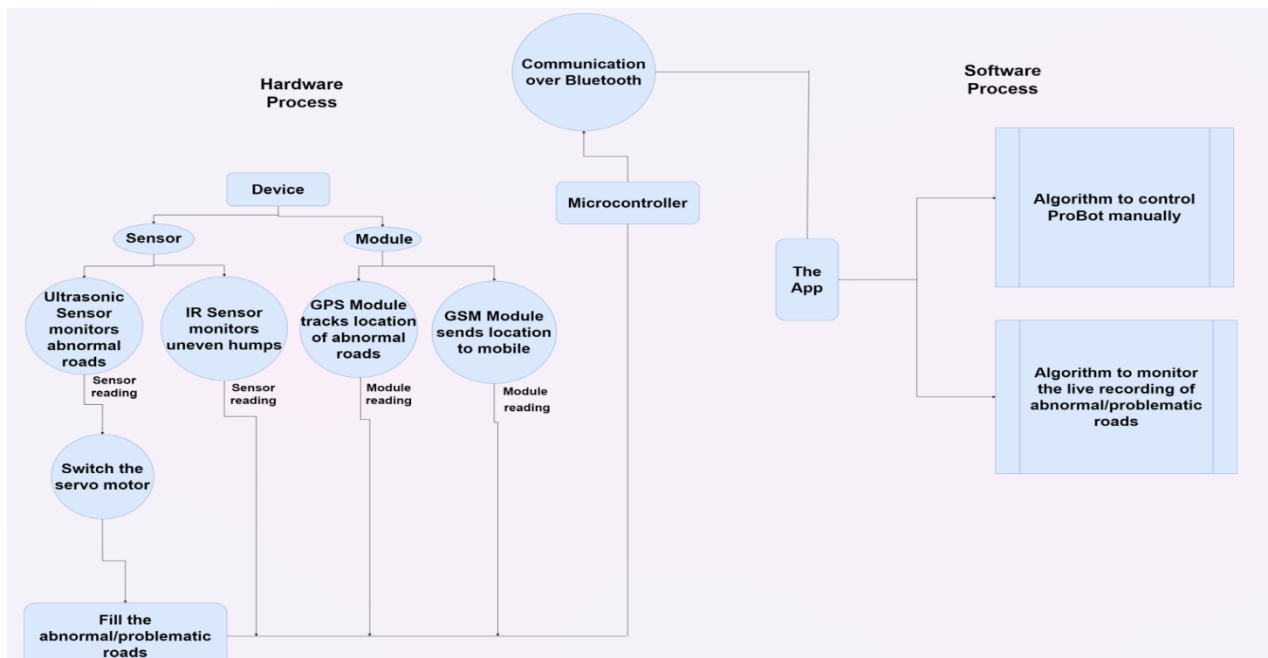 Hardware
Process
Communication
over Bluetooth
Software
Process
Device
Microcontroller
Algorithm to control
ProBot manually
Sensor
Module
The
App
Ultrasonic
Sensor
monitors
abnormal
roads
IR Sensor
monitors
uneven humps
GPS Module
tracks location
of abnormal
roads
GSM Module
sends location
to mobile
Sensor
reading
Sensor
reading
Module
reading
Module
reading
Algorithm to monitor
the live recording of
abnormal/problematic
roads
Switch the
servo motor
Fill the
abnormal/problematic
roads